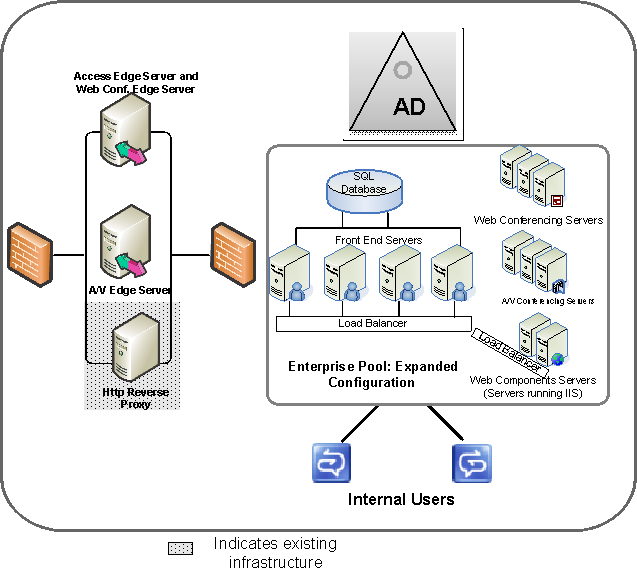 Access Edge Server and
Web Conf. Edge Server
A/V Edge Server
Http Reverse
Proxy
AD
SQL
Database
Front End Servers
Load Balancer
Enterprise Pool: Expanded
Configuration
Web Conferencing Servers
A/V Conferencing Servers
Load Balancer
Web Components Servers
(Servers running IIS)
Internal Users
Indicates existing
infrastructure